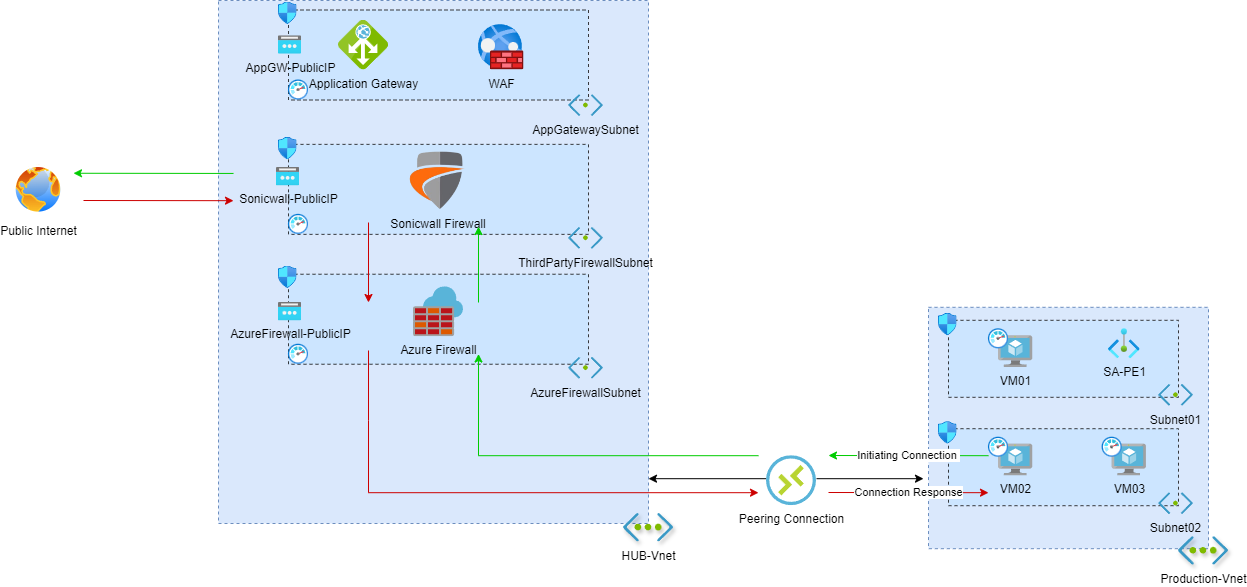 AppGW-PublicIP
Application Gateway
WAF
AppGatewaySubnet
Sonicwall-PublicIP
Sonicwall Firewall
Public Internet
ThirdPartyFirewallSubnet
AzureFirewall-PublicIP
Azure Firewall
AzureFirewallSubnet
VM01
SA-PE1
Subnet01
Initiating Connection
Connection Response
VM02
VM03
Peering Connection
Subnet02
HUB-Vnet
Production-Vnet